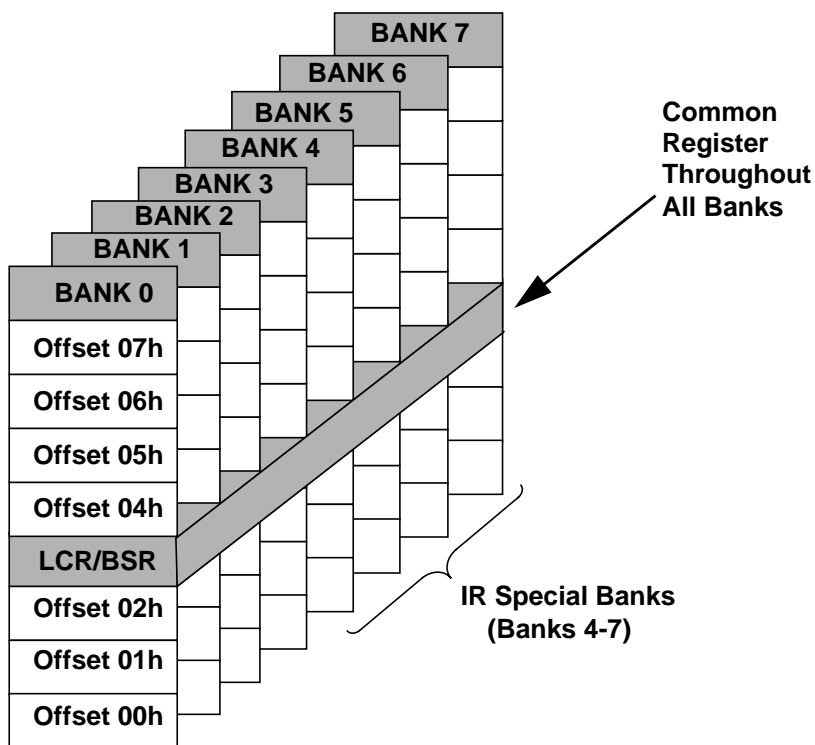 BANK 7
BANK 6
BANK 5
BANK 4
BANK 3
BANK 2
BANK 1
BANK 0
Offset 07h
Offset 06h
Offset 05h
Offset 04h
LCR/BSR
Offset 02h
Offset 01h
Offset 00h
Common
Register
Throughout
All Banks
IR Special Banks
(Banks 4-7)